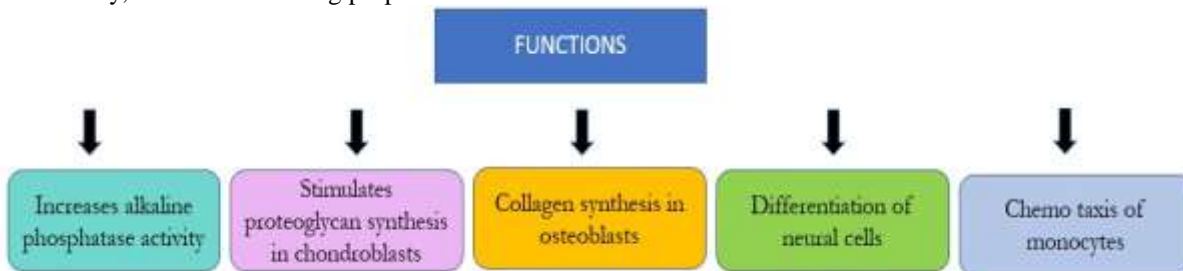 FUNCTIONS
Increases alkaline
phosphatase activity
Stimulates
proteoglycan synthesis
in chondroblasts
Collagen synthesis in
osteoblasts
Differentiation of
neural cells
Chemo taxis of
monocytes